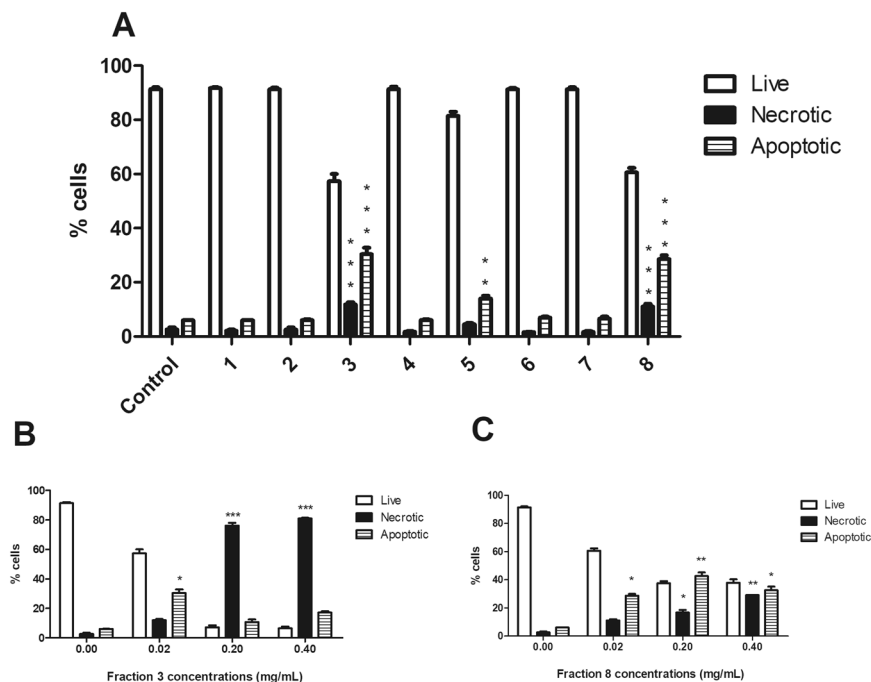 A
100
80
60
40
20
0
% cells
Live
Necrotic
Apoptotic
* * *
* * *
* *
* * *
* * *
Control 1 2 3 4 5 6 7 8
B
100
80
60
40
20
0
% cells
Live
Necrotic
Apoptotic
*
***
***
0.00 0.02 0.20 0.40
Fraction 3 concentrations (mg/mL)
C
100
80
60
40
20
0
% cells
Live
Necrotic
Apoptotic
*
*
**
**
*
0.00 0.02 0.20 0.40
Fraction 8 concentrations (mg/mL)